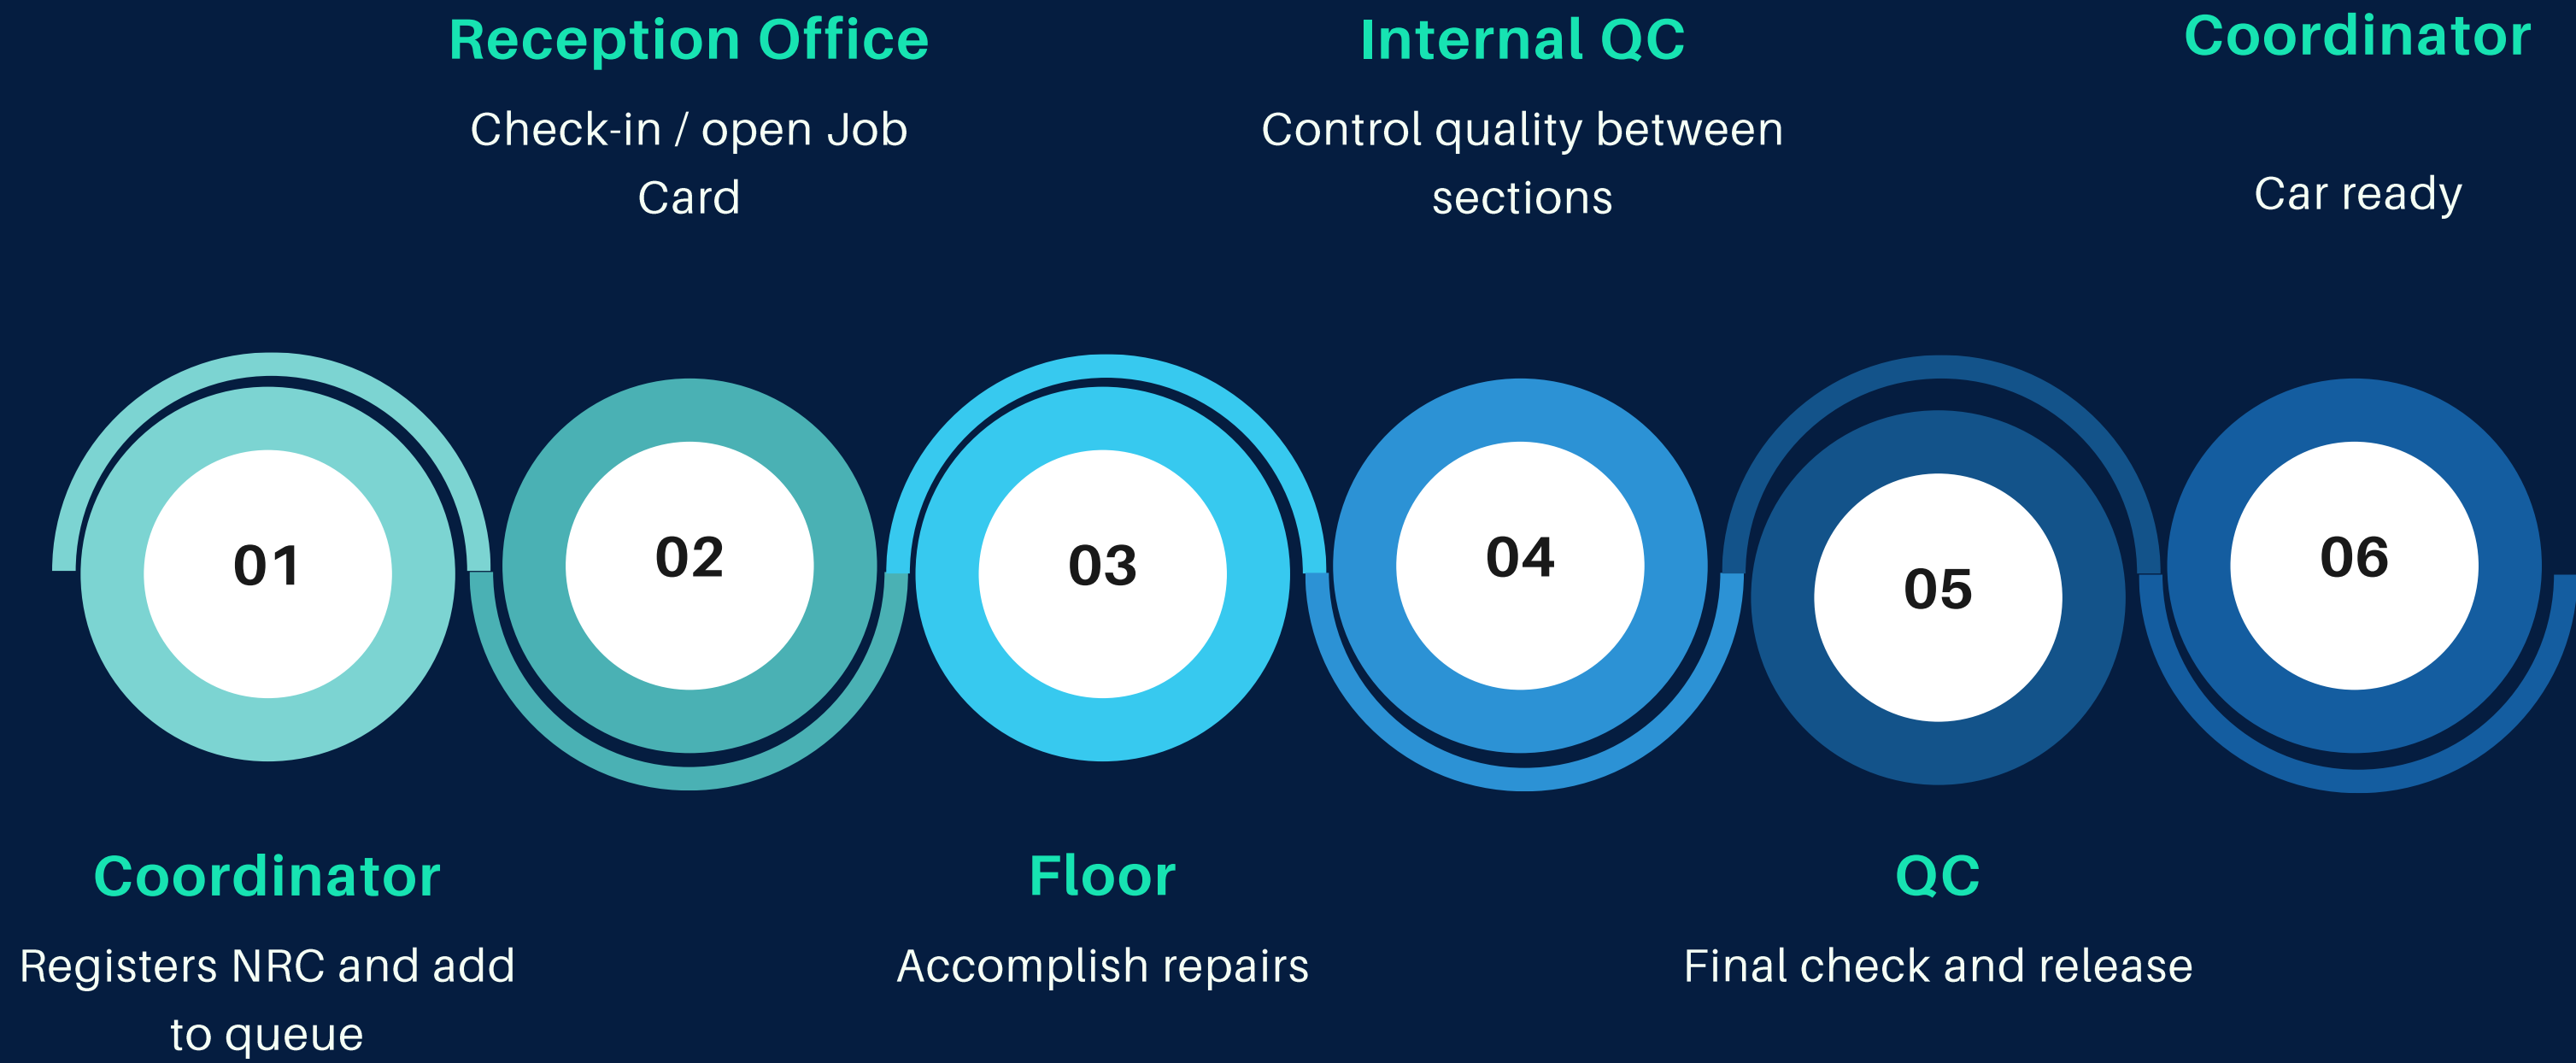 Reception Office
Check-in / open Job
Card
Internal QC
Control quality between
sections
Coordinator
Car ready
01
02
03
04
05
06
Coordinator
Registers NRC and add
to queue
Floor
Accomplish repairs
QC
Final check and release